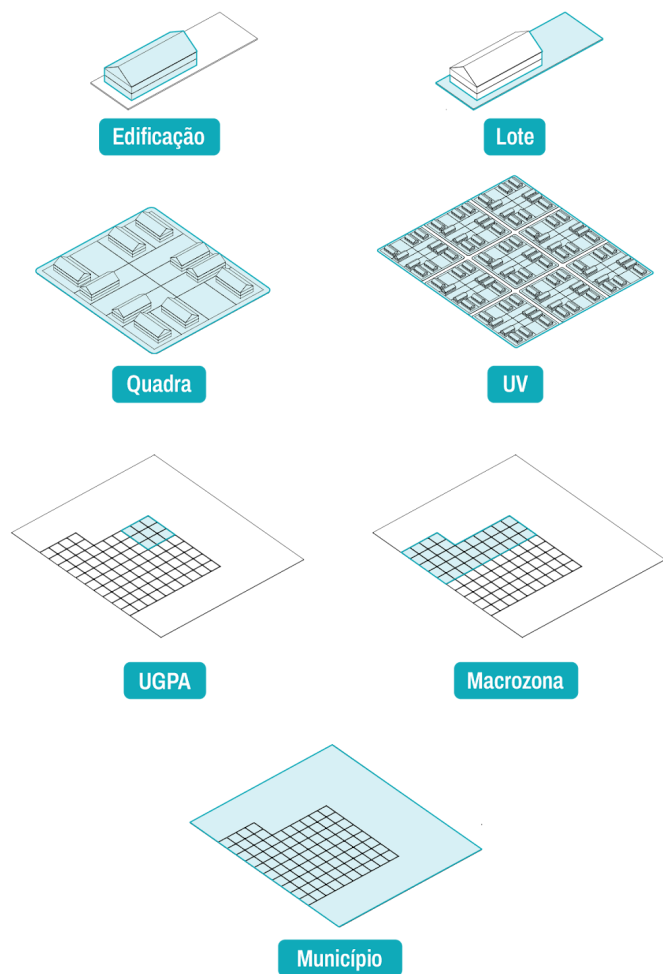 Edificação
Lote
Quadra
UV
UGPA
Macrozona
Município